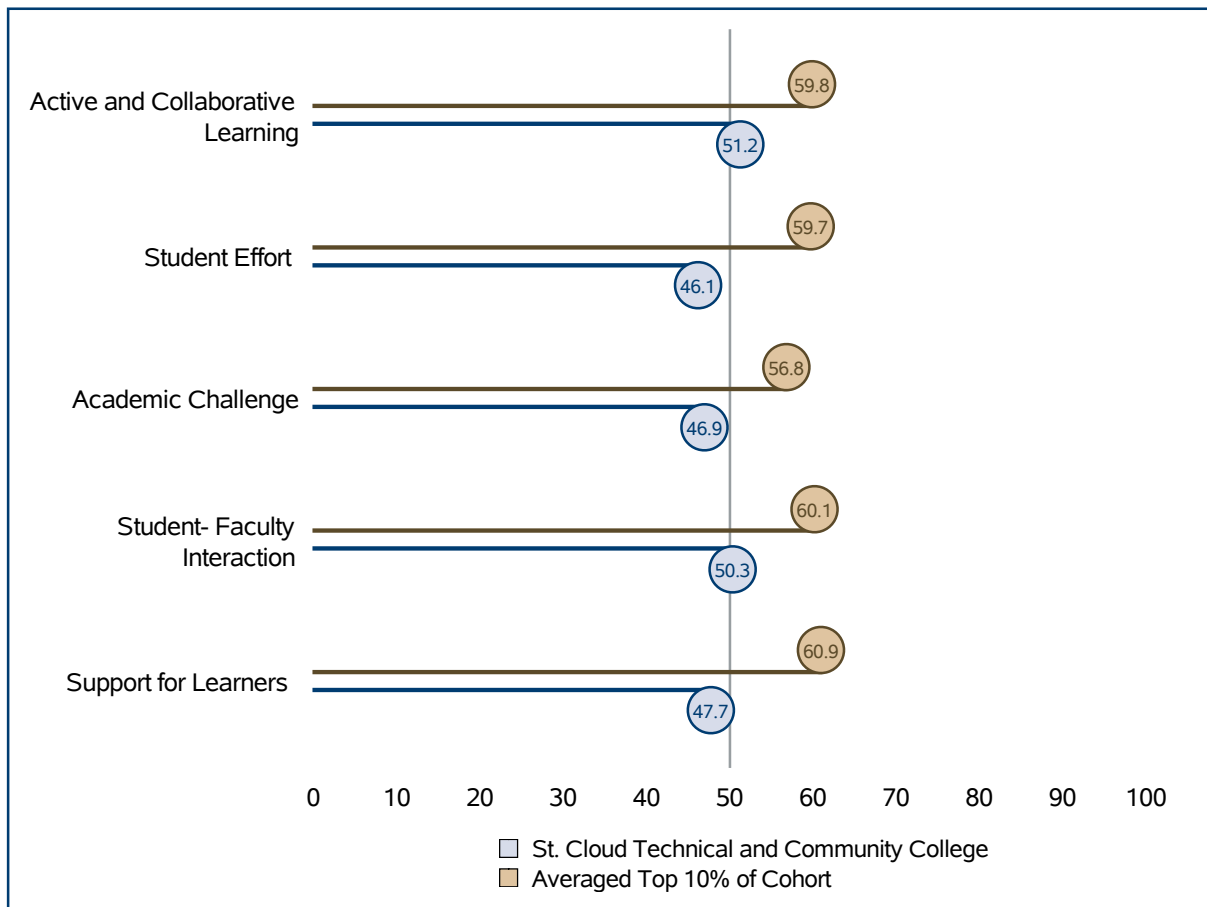 59.8
Active and Collaborative
Learning
51.2
59.7
Student Effort
46.1
56.8
Academic Challenge
46.9
60.1
Student- Faculty
Interaction
50.3
60.9
Support for Learners
47.7
0 10 20 30 40 50 60 70 80 90 100
St. Cloud Technical and Community College
Averaged Top 10% of Cohort